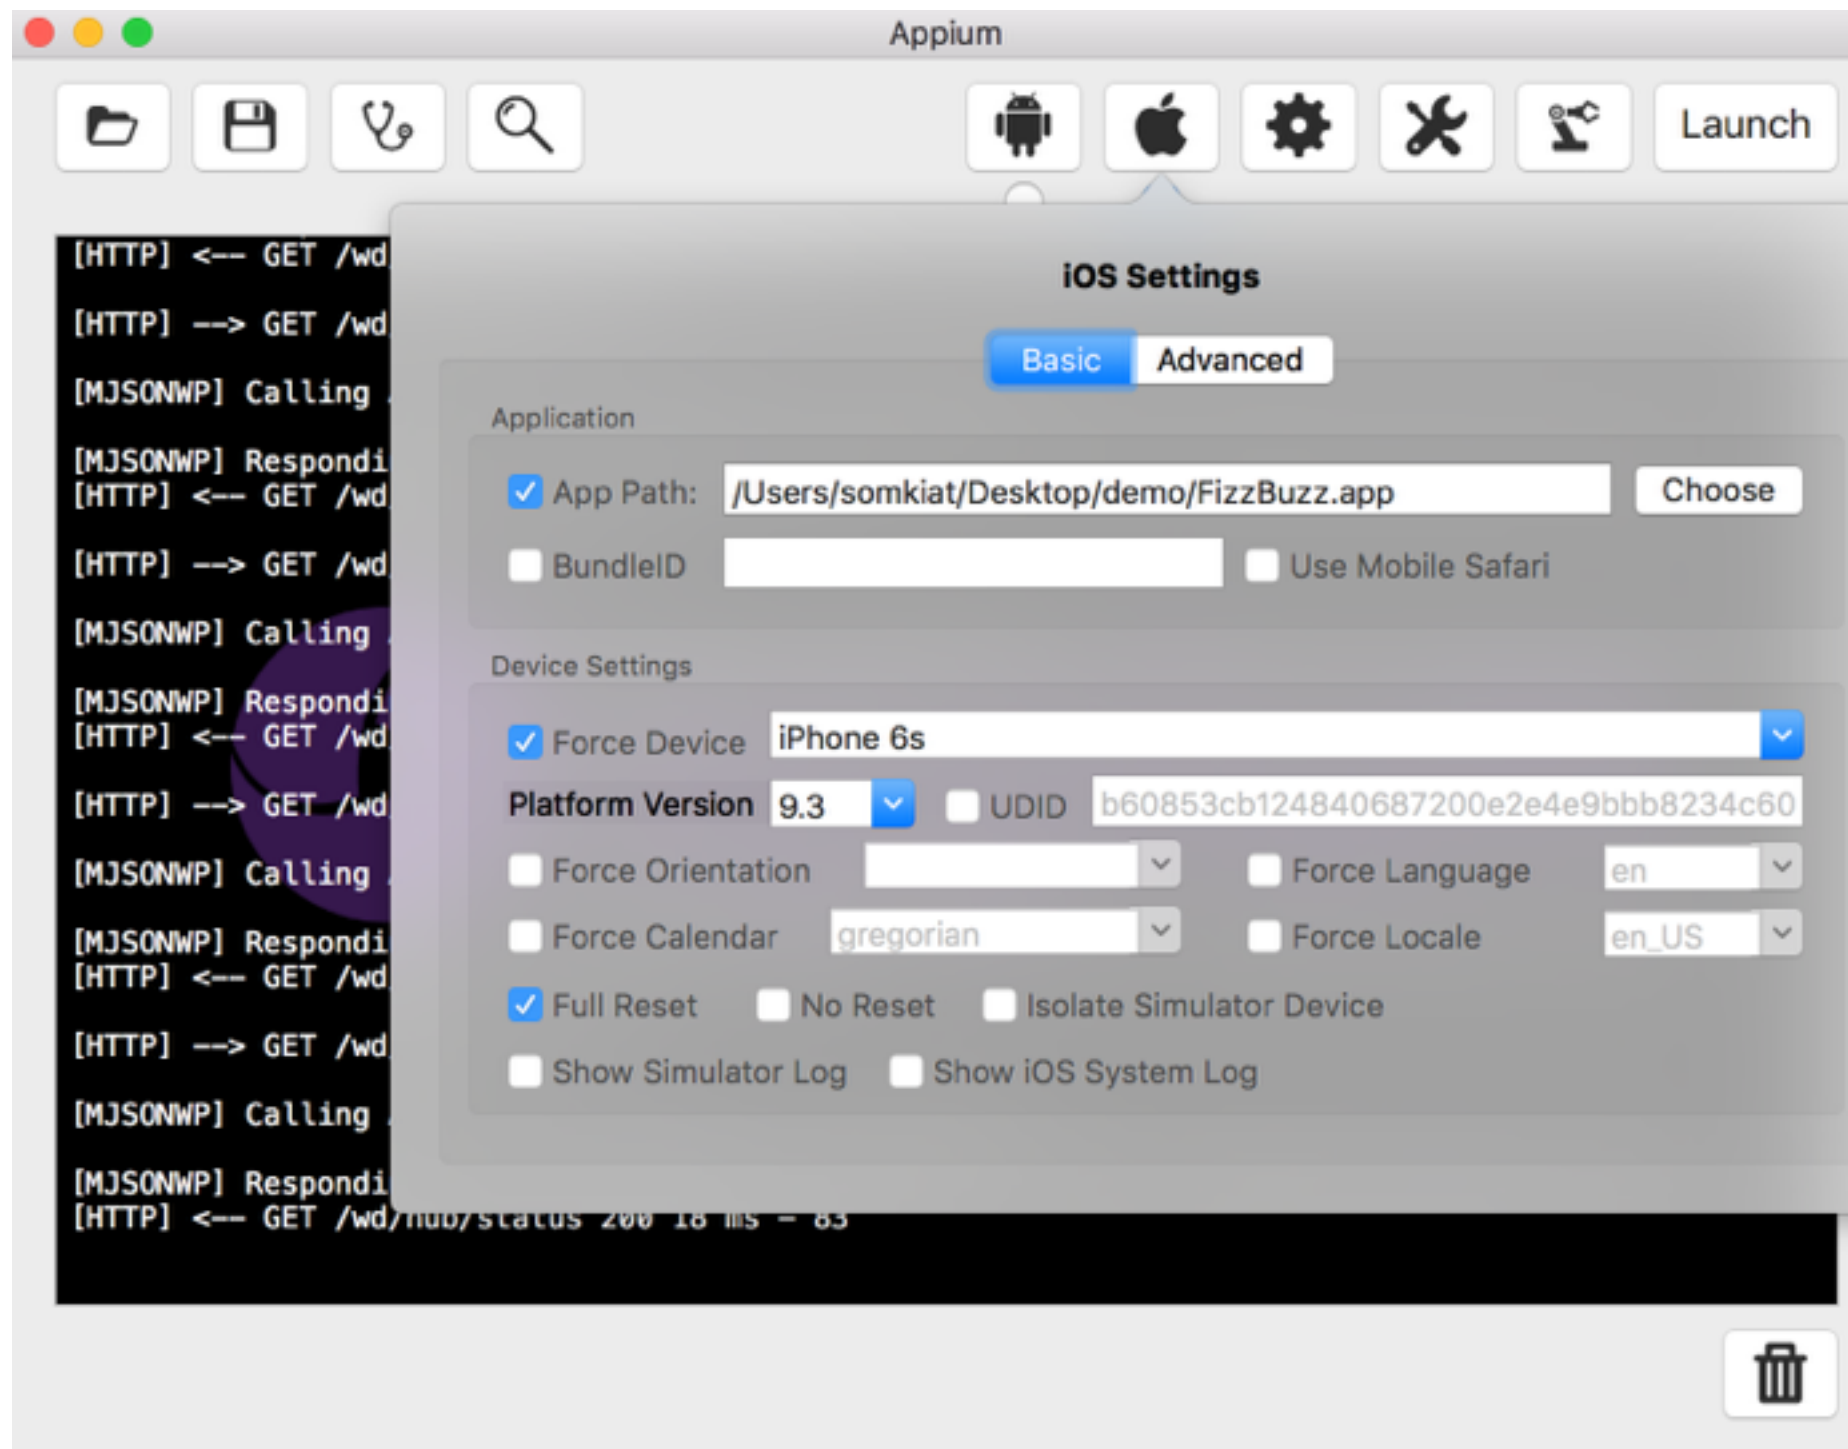 Appium
Launch
[HTTP] <-- GET /wd
[HTTP] --> GET /wd
[MJSONWP] Calling
[MJSONWP] Respondi
[HTTP] <-- GET /wd
[HTTP] --> GET /wd
[MJSONWP] Calling
[MJSONWP] Respondi
[HTTP] <-- GET /wd
[HTTP] --> GET /wd
[MJSONWP] Calling
[MJSONWP] Respondi
[HTTP] <-- GET /wd
[HTTP] --> GET /wd
[MJSONWP] Calling
[MJSONWP] Respondi
[HTTP] <-- GET /wd/hub/status 200 18 ms - 83
iOS Settings
Basic Advanced
Application
App Path: /Users/somkiat/Desktop/demo/FizzBuzz.app Choose
BundleID Use Mobile Safari
Device Settings
Force Device iPhone 6s
Platform Version 9.3 UDID b60853cb124840687200e2e4e9bbb8234c60
Force Orientation Force Language en
Force Calendar gregorian Force Locale en_US
Full Reset No Reset Isolate Simulator Device
Show Simulator Log Show iOS System Log